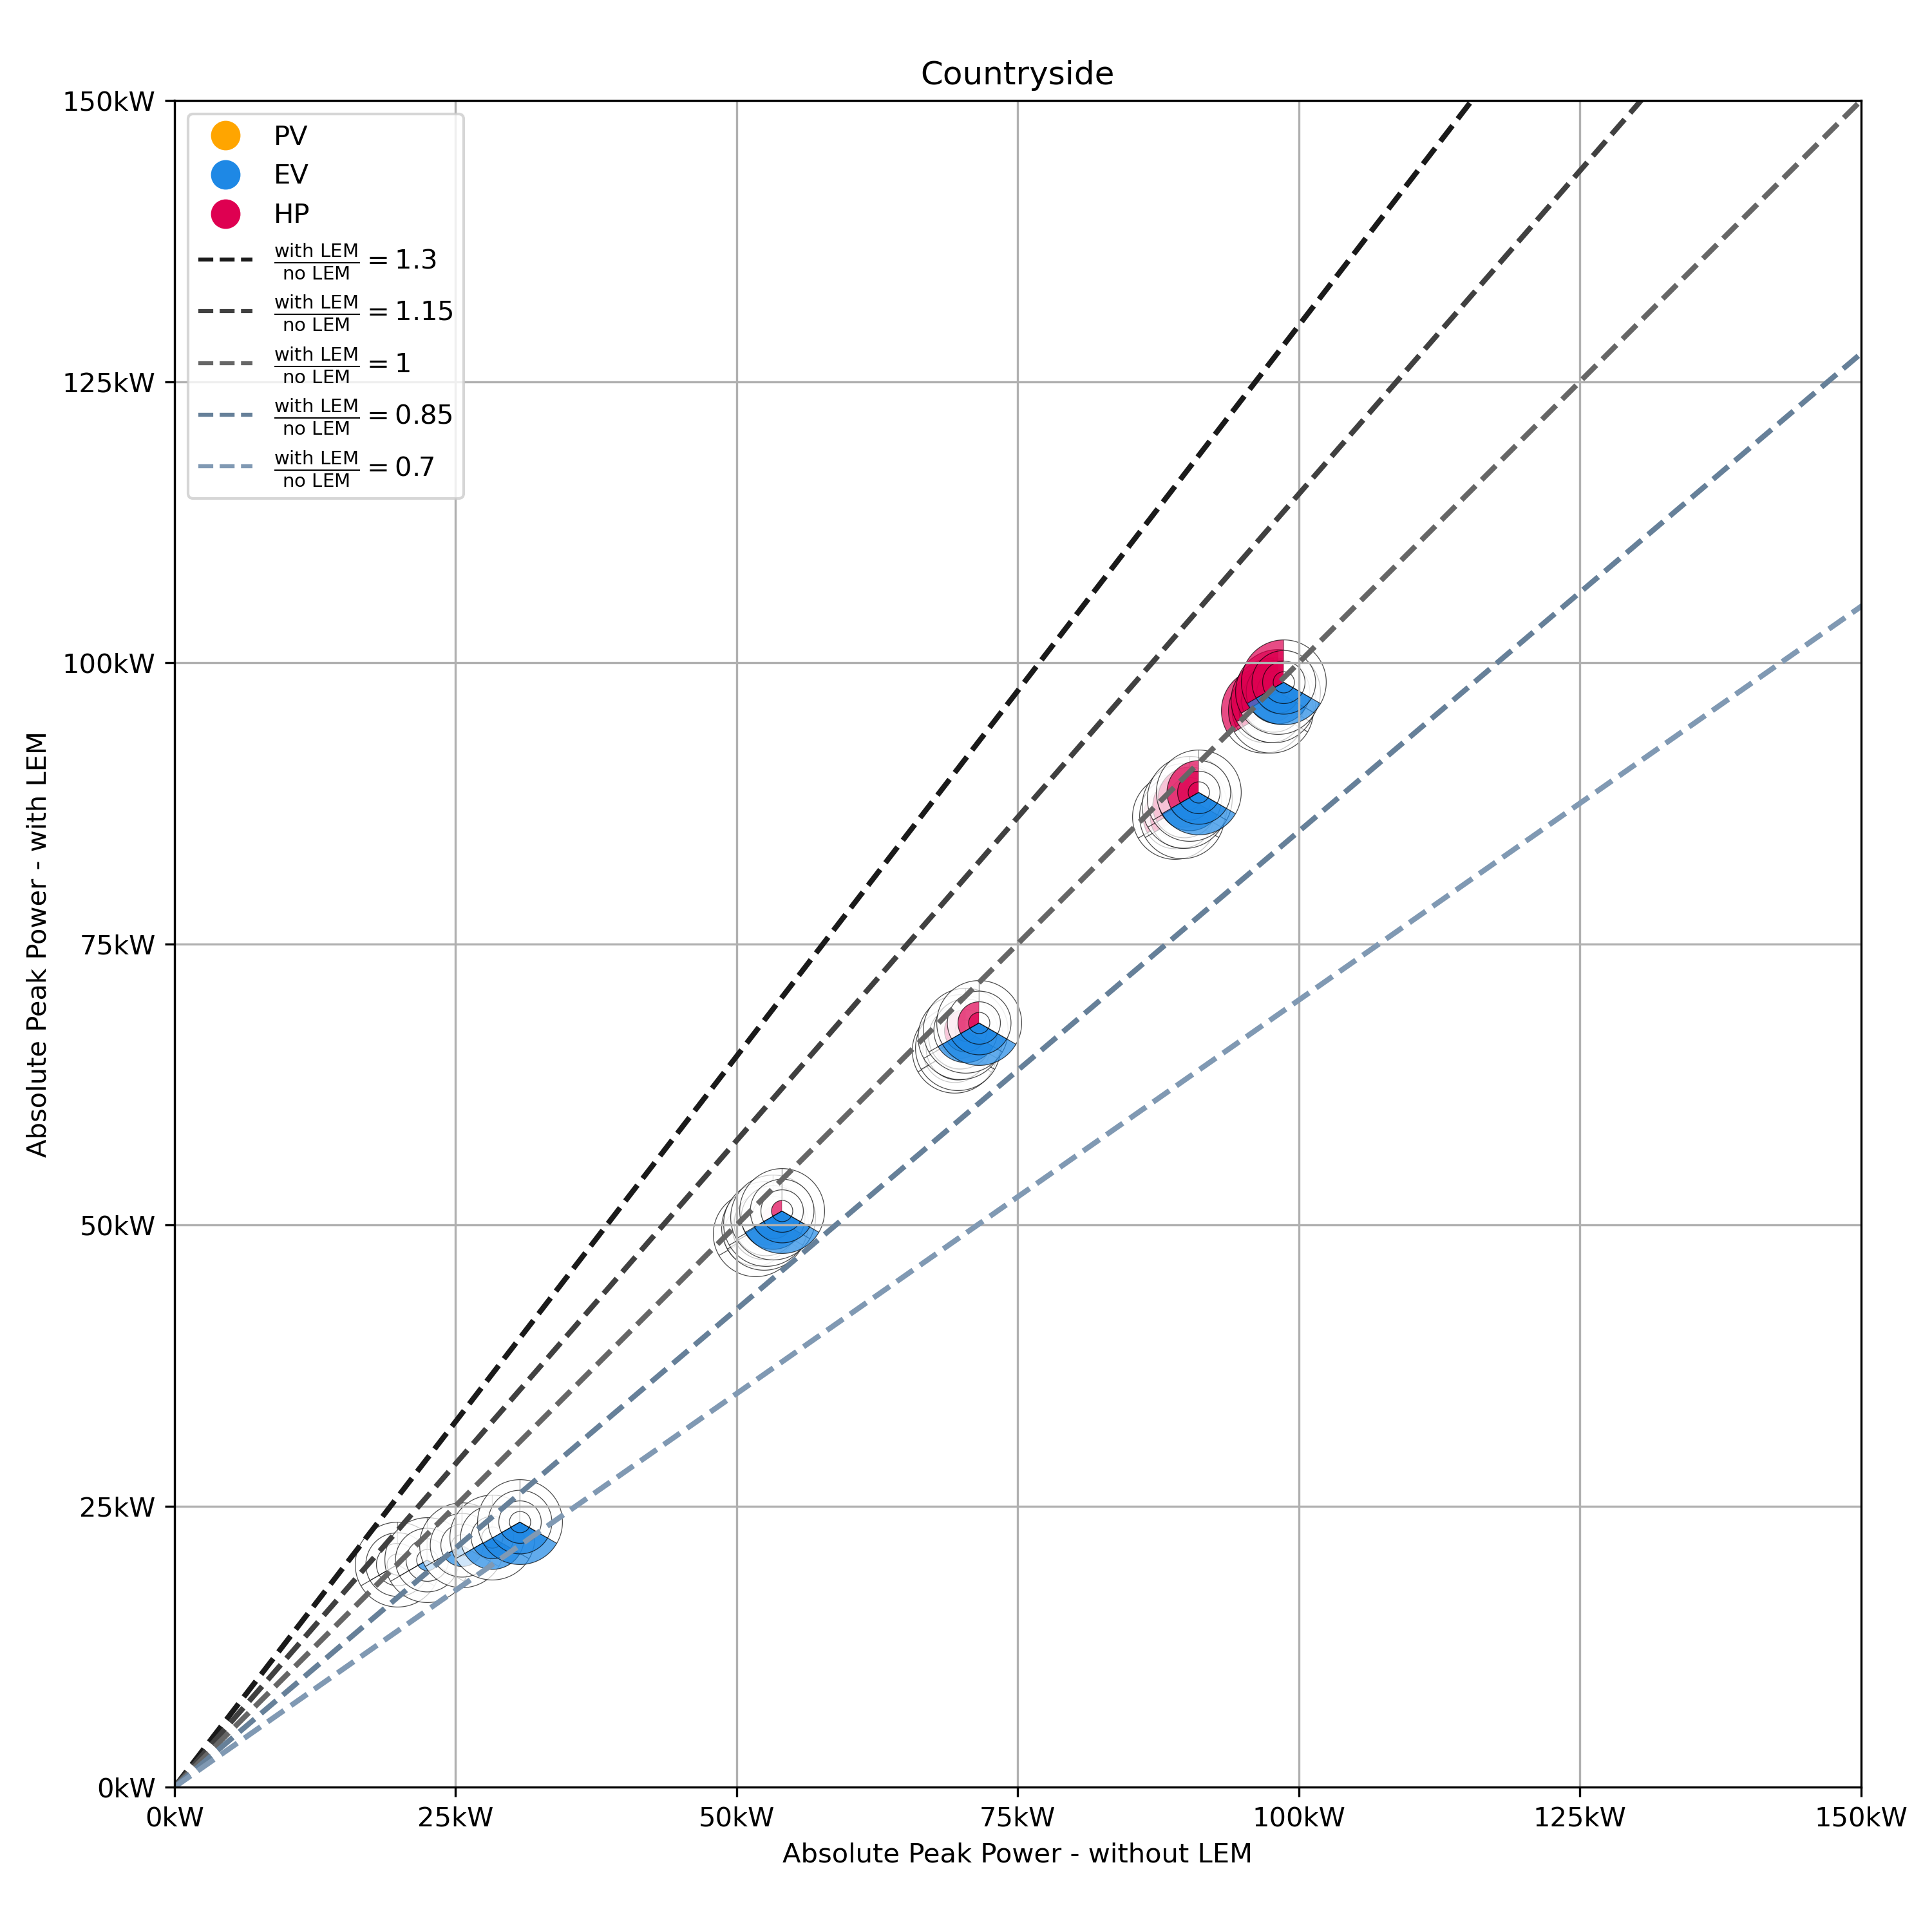 Countryside
150kW
125kW
100kW
75kW
50kW
25kW
0kW
Absolute Peak Power - with LEM
PV
EV
HP
with LEM
no LEM = 1.3
with LEM
no LEM = 1.15
with LEM
no LEM = 1
with LEM
no LEM = 0.85
with LEM
no LEM = 0.7
0kW 25kW 50kW 75kW 100kW 125kW 150kW
Absolute Peak Power - without LEM